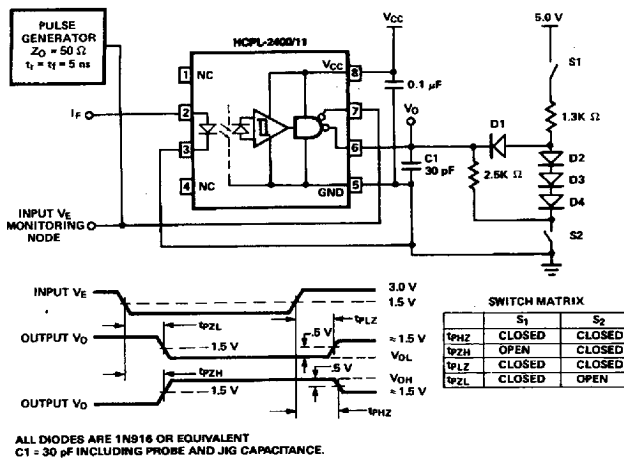 PULSE
GENERATOR
ZO = 50 Ω
tr = tf = 5 ns
HCPL-2400/11
1 NC
VCC 8
VCC
0.1 μF
5.0 V
S1
IF
2
7
VO
1.3K Ω
D1
3
6
C1
30 pF
2.5K Ω
D2
D3
D4
4 NC
GND 5
S2
INPUT VE
MONITORING
NODE
INPUT VE
3.0 V
1.5 V
tPZL
.5 V
tPLZ
OUTPUT VO
1.5 V
≈ 1.5 V
VOL
tPZH
.5 V
VOH
1.5 V
≈ 1.5 V
OUTPUT VO
tPHZ
SWITCH MATRIX
S1 S2
tPHZ CLOSED CLOSED
tPZH OPEN CLOSED
tPLZ CLOSED CLOSED
tPZL CLOSED OPEN
ALL DIODES ARE 1N916 OR EQUIVALENT
C1 = 30 pF INCLUDING PROBE AND JIG CAPACITANCE.